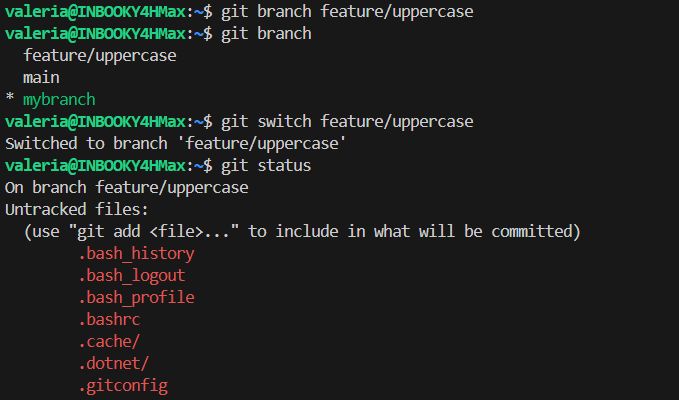 valeria@INBOOKY4HMax:~$ git branch feature/uppercase
valeria@INBOOKY4HMax:~$ git branch
  feature/uppercase
  main
* mybranch
valeria@INBOOKY4HMax:~$ git switch feature/uppercase
Switched to branch 'feature/uppercase'
valeria@INBOOKY4HMax:~$ git status
On branch feature/uppercase
Untracked files:
  (use "git add <file>..." to include in what will be committed)
        .bash_history
        .bash_logout
        .bash_profile
        .bashrc
        .cache/
        .dotnet/
        .gitconfig